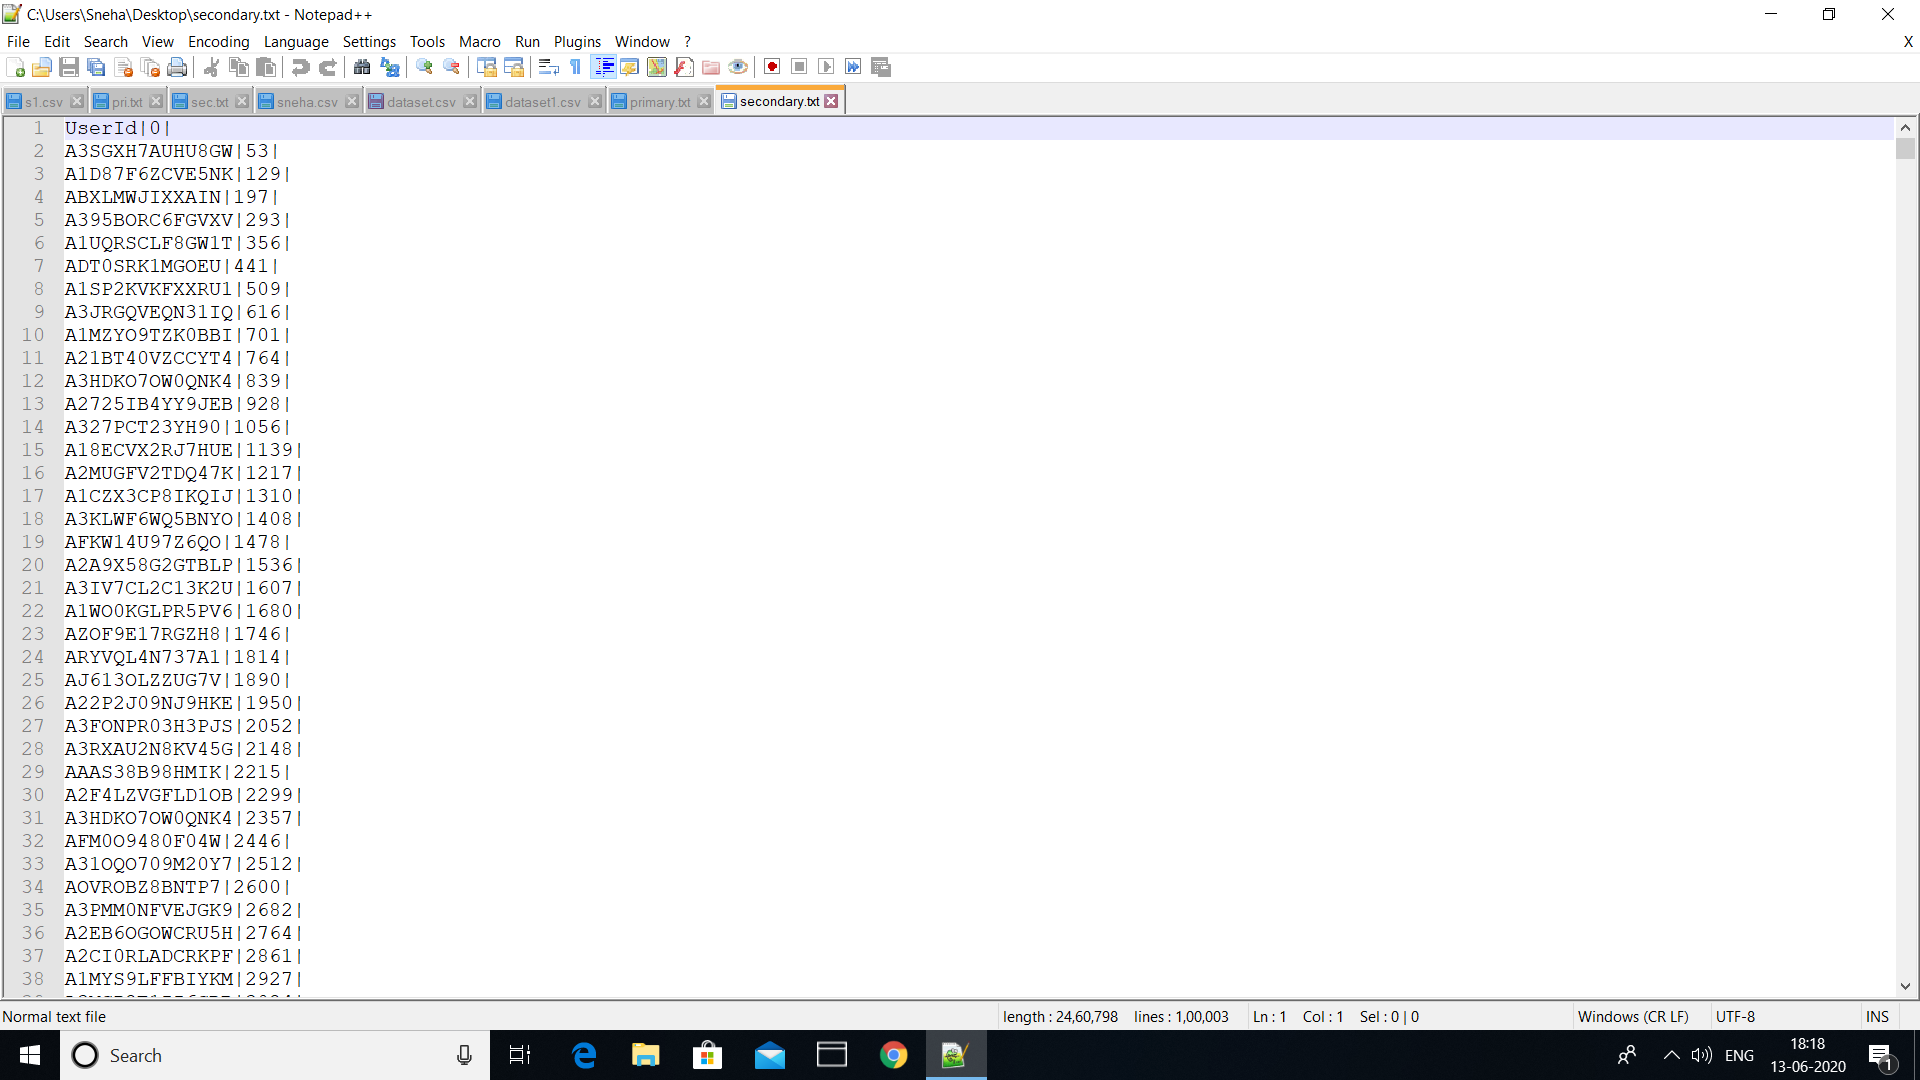 C:\Users\Sneha\Desktop\secondary.txt - Notepad++
File Edit Search View Encoding Language Settings Tools Macro Run Plugins Window ? X
s1.csv pri.txt sec.txt sneha.csv dataset.csv dataset1.csv primary.txt secondary.txt
1 UserId|0|
2 A3SGXH7AUHU8GW|53|
3 A1D87F6ZCVE5NK|129|
4 ABXLMWJIXXAIN|197|
5 A395BORC6FGVXV|293|
6 A1UQRSCLF8GW1T|356|
7 ADT0SRK1MGOEU|441|
8 A1SP2KVKFXXRU1|509|
9 A3JRGQVEQN31IQ|616|
10 A1MZYO9TZK0BBI|701|
11 A21BT40VZCCYT4|764|
12 A3HDKO7OW0QNK4|839|
13 A2725IB4YY9JEB|928|
14 A327PCT23YH90|1056|
15 A18ECVX2RJ7HUE|1139|
16 A2MUGFV2TDQ47K|1217|
17 A1CZX3CP8IKQIJ|1310|
18 A3KLWF6WQ5BNYO|1408|
19 AFKW14U97Z6QO|1478|
20 A2A9X58G2GTBLP|1536|
21 A3IV7CL2C13K2U|1607|
22 A1WO0KGLPR5PV6|1680|
23 AZOF9E17RGZH8|1746|
24 ARYVQL4N737A1|1814|
25 AJ613OLZZUG7V|1890|
26 A22P2J09NJ9HKE|1950|
27 A3FONPR03H3PJS|2052|
28 A3RXAU2N8KV45G|2148|
29 AAAS38B98HMIK|2215|
30 A2F4LZVGFLD1OB|2299|
31 A3HDKO7OW0QNK4|2357|
32 AFM0O9480F04W|2446|
33 A31OQO709M20Y7|2512|
34 AOVROBZ8BNTP7|2600|
35 A3PMM0NFVEJGK9|2682|
36 A2EB6OGOWCRU5H|2764|
37 A2CI0RLADCRKPF|2861|
38 A1MYS9LFFBIYKM|2927|
Normal text file length : 24,60,798 lines : 1,00,003 Ln : 1 Col : 1 Sel : 0 | 0 Windows (CR LF) UTF-8 INS
Search ENG 18:18
13-06-2020 1